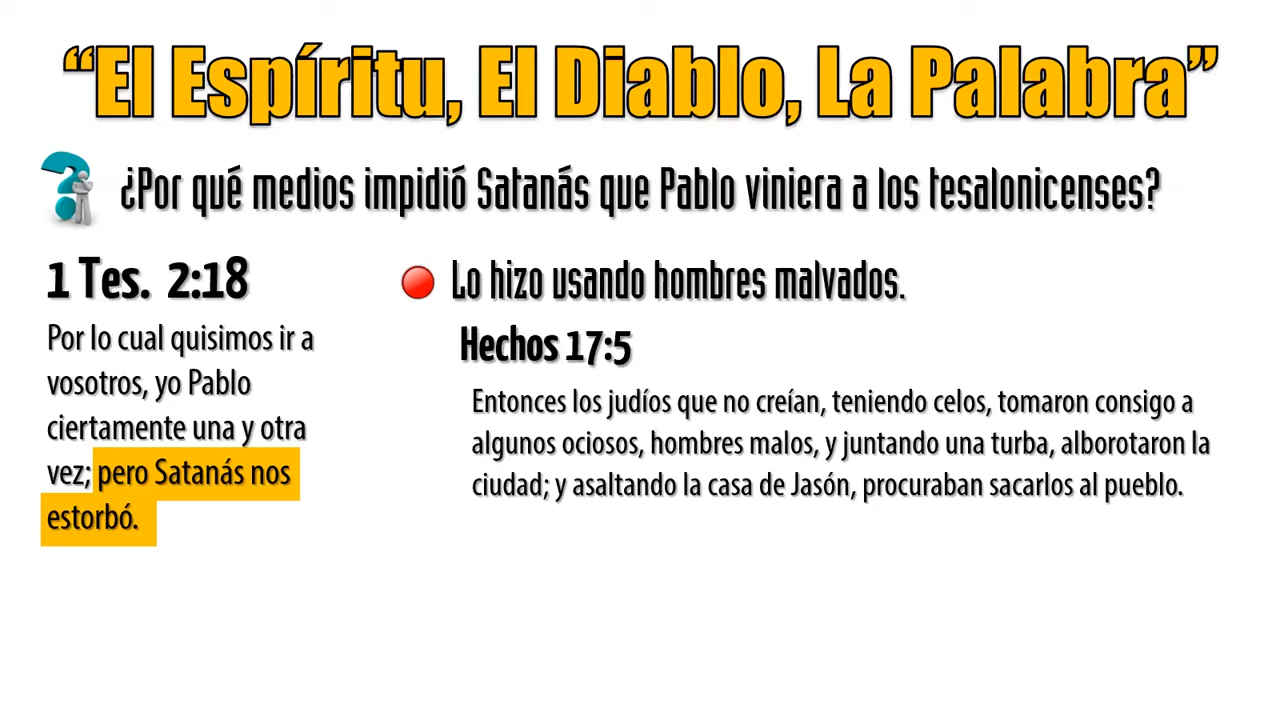 “El Espíritu, El Diablo, La Palabra”
¿Por qué medios impidió Satanás que Pablo viniera a los tesalonicenses?
1 Tes. 2:18
Por lo cual quisimos ir a
vosotros, yo Pablo
ciertamente una y otra
vez; pero Satanás nos
estorbó.
Lo hizo usando hombres malvados.
Hechos 17:5
Entonces los judíos que no creían, teniendo celos, tomaron consigo a
algunos ociosos, hombres malos, y juntando una turba, alborotaron la
ciudad; y asaltando la casa de Jasón, procuraban sacarlos al pueblo.